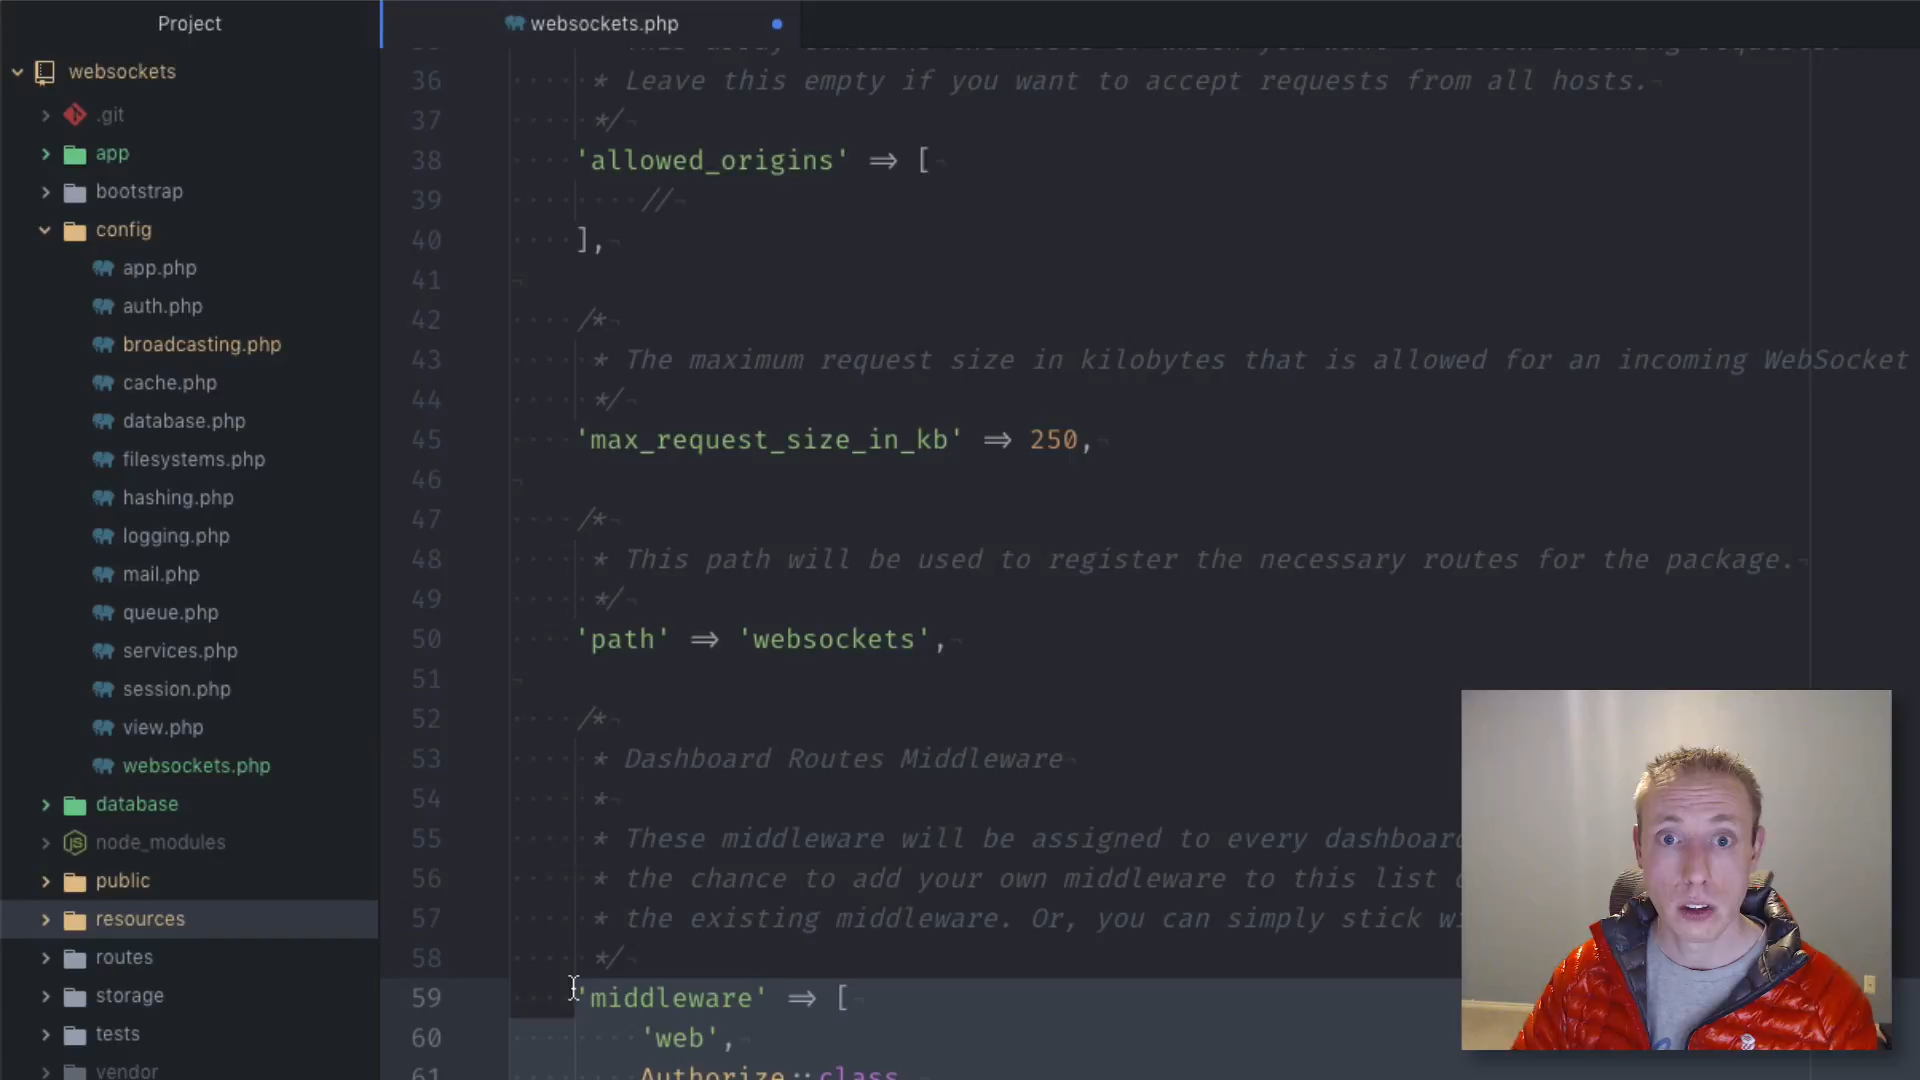 Project
websockets.php
websockets
.git
app
bootstrap
config
app.php
auth.php
broadcasting.php
cache.php
database.php
filesystems.php
hashing.php
logging.php
mail.php
queue.php
services.php
session.php
view.php
websockets.php
database
node_modules
public
resources
routes
storage
tests
vendor
36 * Leave this empty if you want to accept requests from all hosts.
37 */
38 'allowed_origins' => [
39 //
40 ],
41
42 /*
43 * The maximum request size in kilobytes that is allowed for an incoming WebSocket
44 */
45 'max_request_size_in_kb' => 250,
46
47 /*
48 * This path will be used to register the necessary routes for the package.
49 */
50 'path' => 'websockets',
51
52 /*
53 * Dashboard Routes Middleware
54 *
55 * These middleware will be assigned to every dashboard
56 * the chance to add your own middleware to this list
57 * the existing middleware. Or, you can simply stick
58 */
59 'middleware' => [
60 'web',
61 Authorize::class